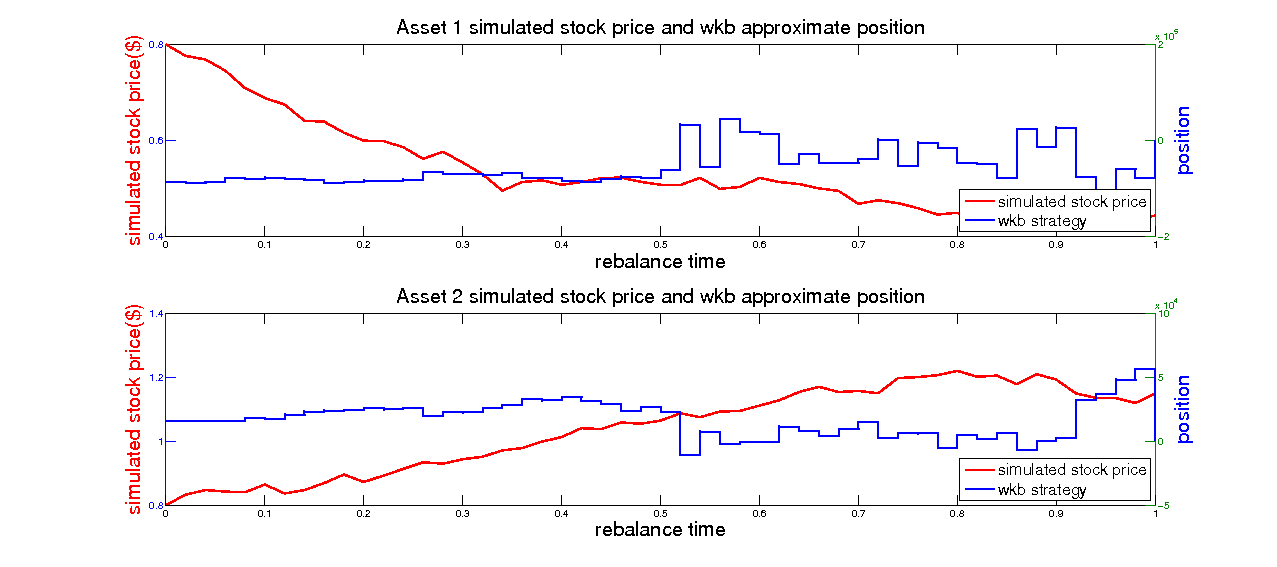 Asset 1 simulated stock price and wkb approximate position
x 10^5
0.8
0.6
0.4
2
0
-2
simulated stock price($)
position
simulated stock price
wkb strategy
0 0.1 0.2 0.3 0.4 0.5 0.6 0.7 0.8 0.9 1
rebalance time
Asset 2 simulated stock price and wkb approximate position
x 10^4
1.4
1.2
1
0.8
10
5
0
-5
simulated stock price($)
position
simulated stock price
wkb strategy
0 0.1 0.2 0.3 0.4 0.5 0.6 0.7 0.8 0.9 1
rebalance time